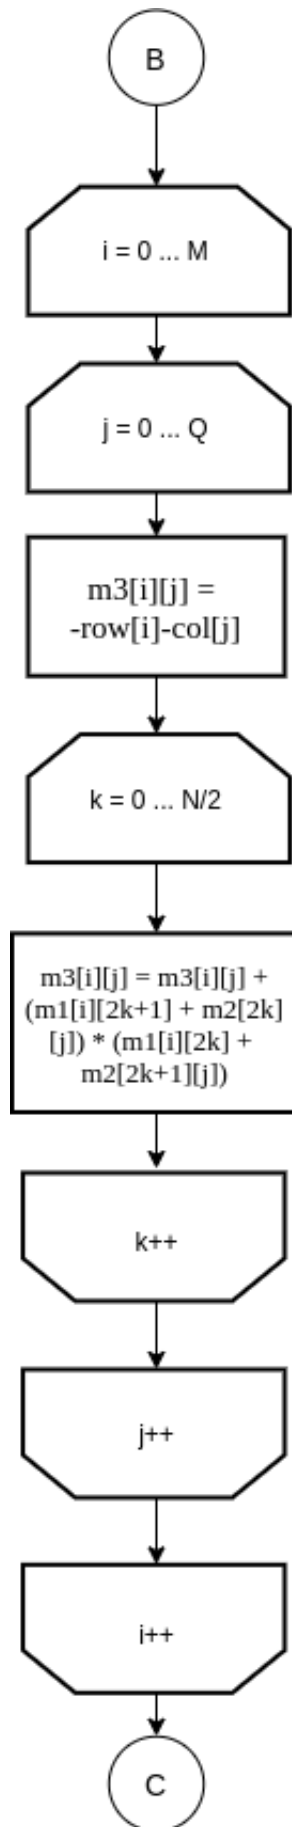 B
i = 0 ... M
j = 0 ... Q
m3[i][j] =
-row[i]-col[j]
k = 0 ... N/2
m3[i][j] = m3[i][j] +
(m1[i][2k+1] + m2[2k]
[j]) * (m1[i][2k] +
m2[2k+1][j])
k++
j++
i++
C